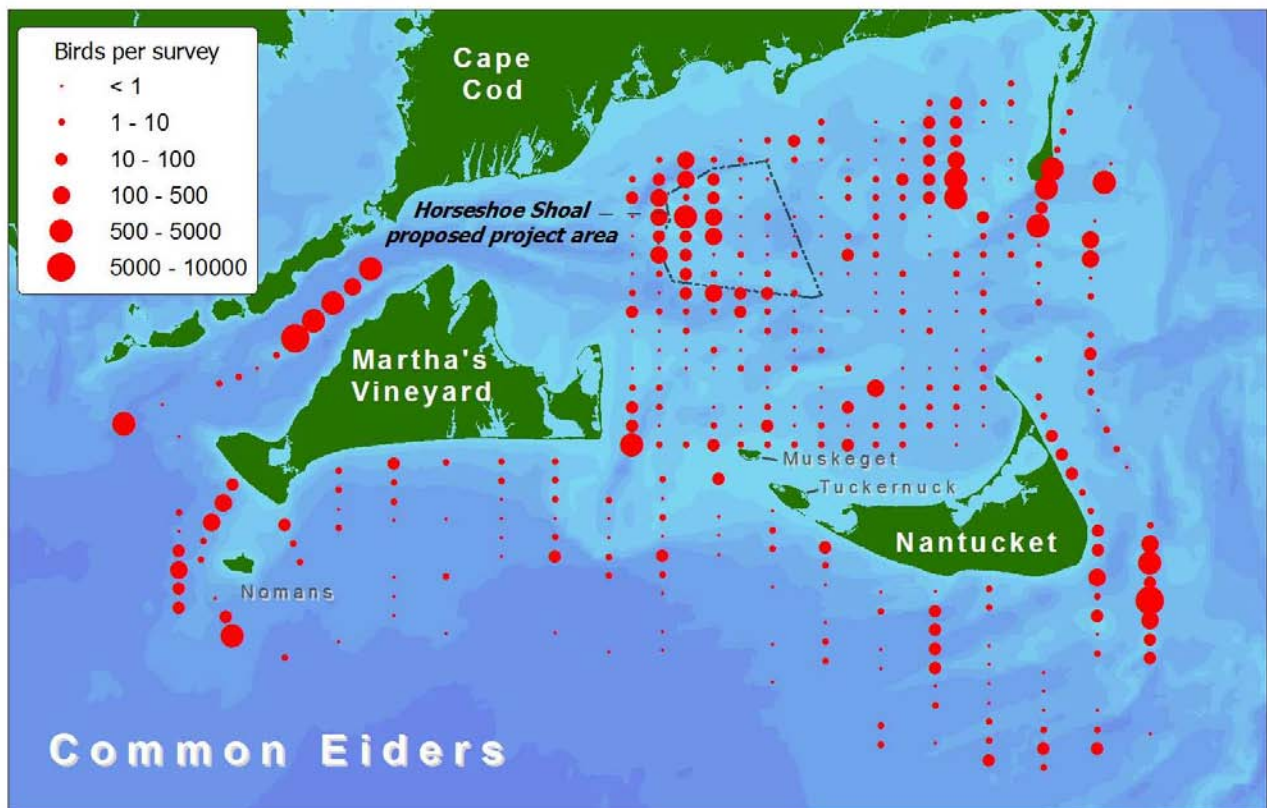 Birds per survey
< 1
1 - 10
10 - 100
100 - 500
500 - 5000
5000 - 10000
Cape
Cod
Horseshoe Shoal
proposed project area
Martha's
Vineyard
Muskeget
Tuckernuck
Nantucket
Nomans
Common Eiders